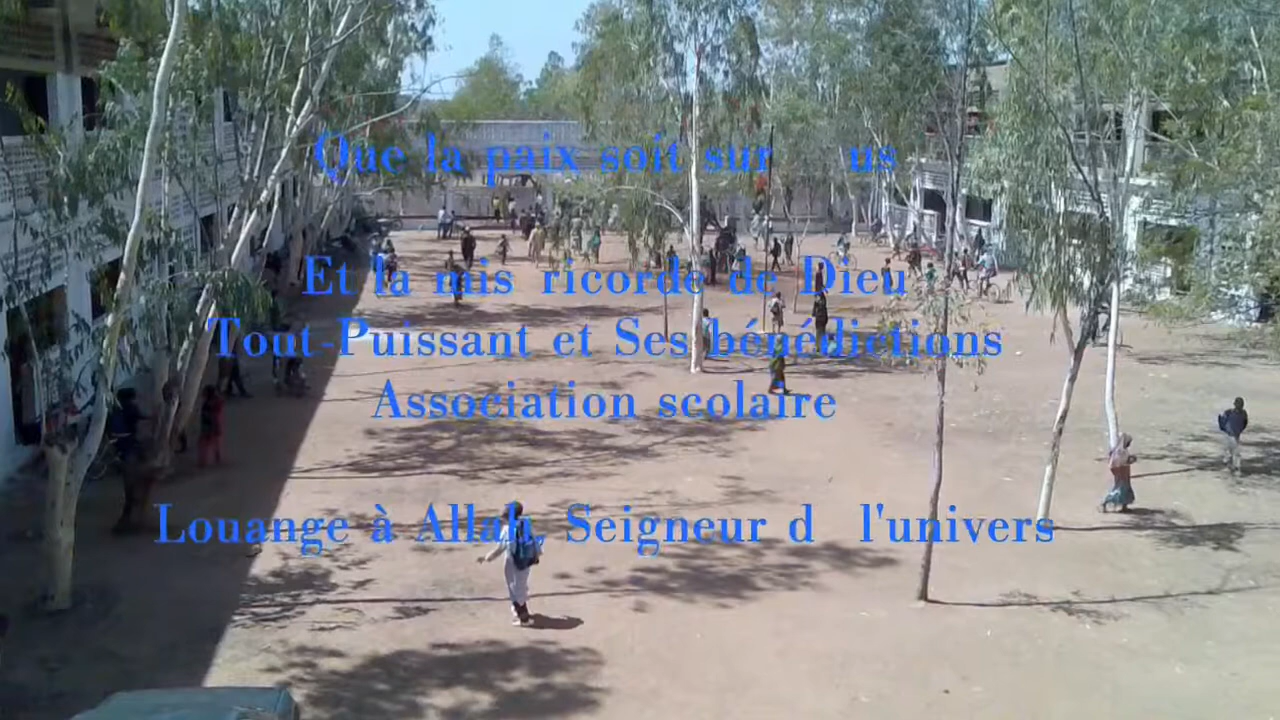 Que la paix soit sur us
Et la mis ricorde de Dieu
Tout-Puissant et Ses bénédictions
Association scolaire
Louange à Allah, Seigneur d l'univers